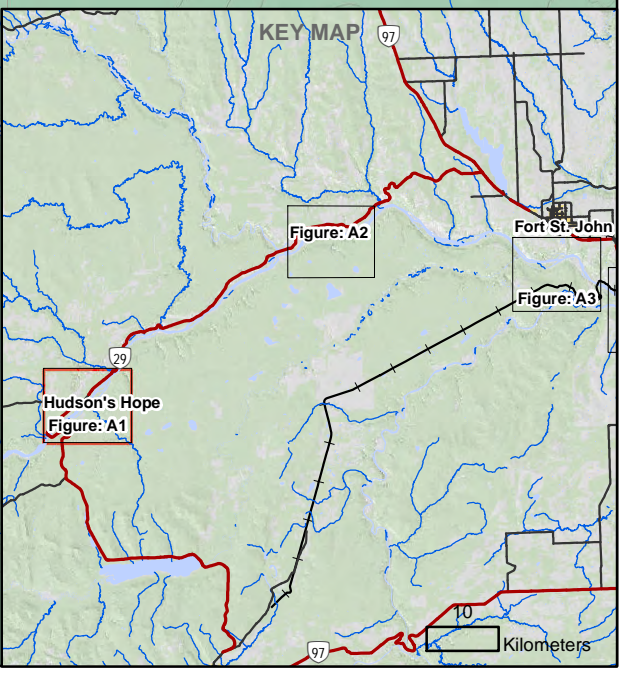 KEY MAP
97
Fort St. John
Figure: A2
Figure: A3
29
Hudson's Hope
Figure: A1
10
Kilometers
97